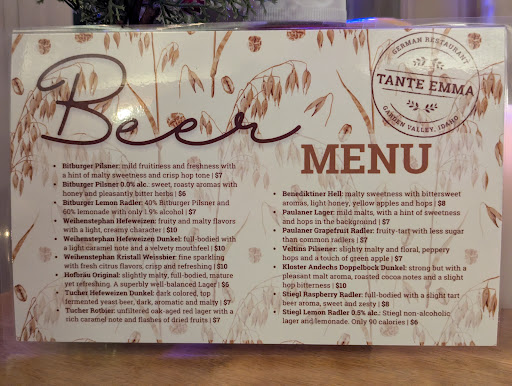 Beer
MENU
GERMAN RESTAURANT
TANTE EMMA
GARDEN VALLEY, IDAHO
• Bitburger Pilsner: mild fruitiness and freshness with
a hint of malty sweetness and crisp hop tone | $7
• Bitburger Pilsner 0.0% alc.: sweet, roasty aromas with
honey and pleasantly bitter herbs | $6
• Bitburger Lemon Radler: 40% Bitburger Pilsner and
60% lemonade with only 1.9% alcohol | $7
• Weihenstephan Hefeweizen: fruity and malty flavors
with a light, creamy character | $10
• Weihenstephan Hefeweizen Dunkel: full-bodied with
a light caramel note and a velvety mouthfeel | $10
• Weihenstephan Kristall Weissbier: fine sparkling
with fresh citrus flavors, crisp and refreshing | $10
• Hofbräu Original: slightly malty, full-bodied, mature
yet refreshing. A superbly well-balanced Lager | $6
• Tucher Hefeweizen Dunkel: dark colored, top
fermented yeast beer, dark, aromatic and malty | $7
• Tucher Rotbier: unfiltered oak-aged red lager with a
rich caramel note and flashes of dried fruits | $7
• Benediktiner Hell: malty sweetness with bittersweet
aromas, light honey, yellow apples and hops | $8
• Paulaner Lager: mild malts, with a hint of sweetness
and hops in the background | $7
• Paulaner Grapefruit Radler: fruity-tart with less sugar
than common radlers | $7
• Veltins Pilsener: slighty malty and floral, peppery
hops and a touch of green apple | $7
• Kloster Andechs Doppelbock Dunkel: strong but with a
pleasant malt aroma, roasted cocoa notes and a slight
hop bitterness | $10
• Stiegl Raspberry Radler: full-bodied with a slight tart
beer aroma, sweet and zesty | $8
• Stiegl Lemon Radler 0.5% alc.: Stiegl non-alcoholic
lager and lemonade. Only 90 calories | $6